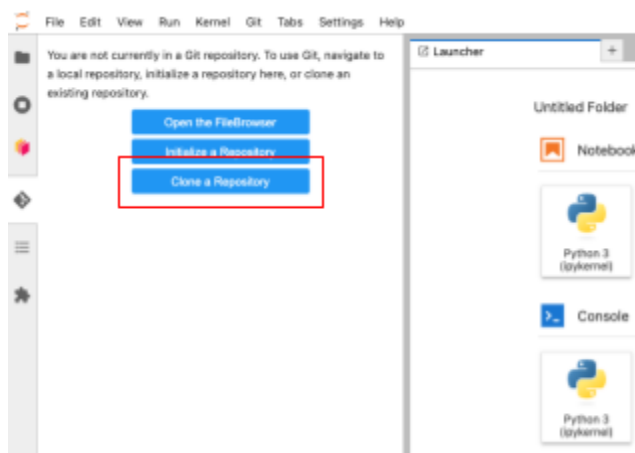 File Edit View Run Kernel Git Tabs Settings Help
You are not currently in a Git repository. To use Git, navigate to
a local repository, initialize a repository here, or clone an
existing repository.
Open the FileBrowser
Initialize a Repository
Clone a Repository
Launcher
+
Untitled Folder
Notebook
Python 3
(ipykernel)
>_ Console
Python 3
(ipykernel)